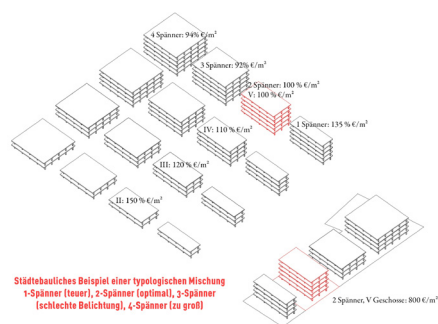 4 Spänner: 94% €/m²
3 Spänner: 92% €/m²
2 Spänner: 100 % €/m²
V: 100 % €/m²
1 Spänner: 135 % €/m²
IV: 110 % €/m²
III: 120 % €/m²
II: 150 % €/m²
Städtebauliches Beispiel einer typologischen Mischung
1-Spänner (teuer), 2-Spänner (optimal), 3-Spänner
(schlechte Belichtung), 4-Spänner (zu groß)
2 Spänner, V Geschosse: 800 €/m²